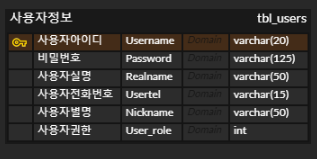 사용자정보 tbl_users
사용자아이디 Username Domain varchar(20)
비밀번호 Password Domain varchar(125)
사용자실명 Realname Domain varchar(50)
사용자전화번호 Usertel Domain varchar(15)
사용자별명 Nickname Domain varchar(50)
사용자권한 User_role Domain int